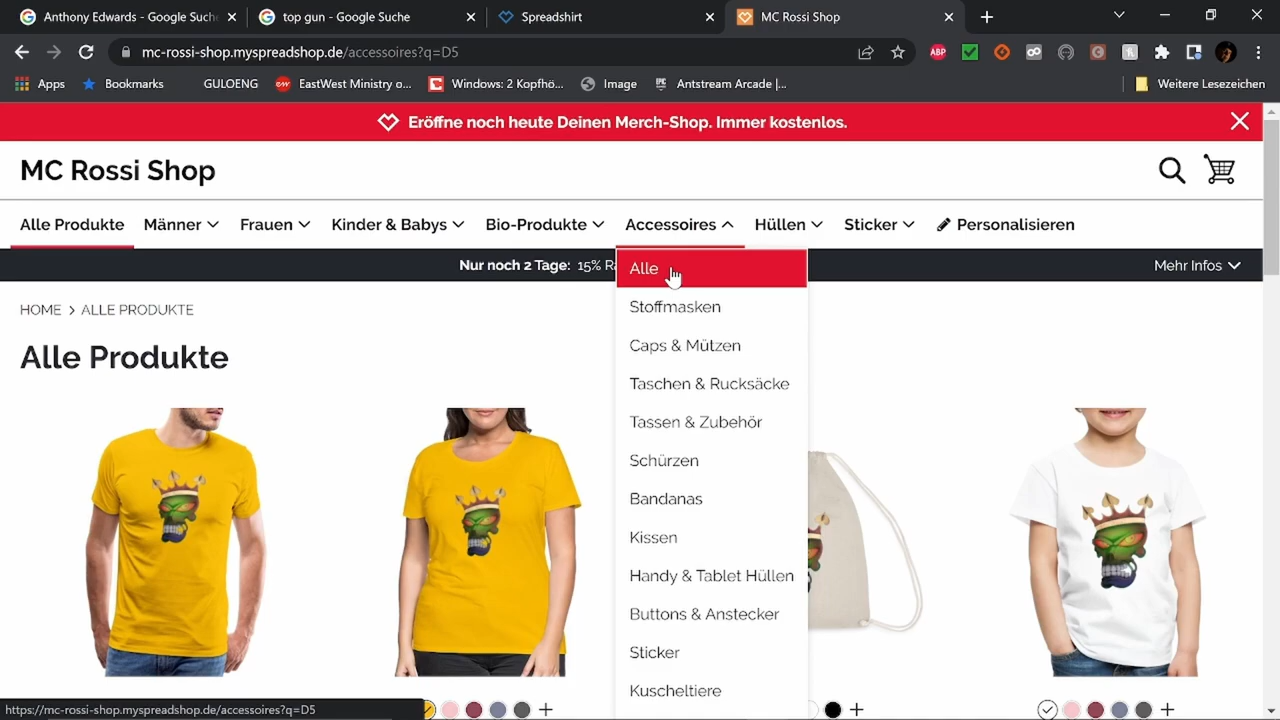 Anthony Edwards - Google Suche
top gun - Google Suche
Spreadshirt
MC Rossi Shop
mc-rossi-shop.myspreadshop.de/accessoires?q=D5
ABP
Apps
Bookmarks
GULOENG
EastWest Ministry o...
Windows: 2 Kopfhö...
Image
Antstream Arcade |...
Weitere Lesezeichen
Eröffne noch heute Deinen Merch-Shop. Immer kostenlos.
MC Rossi Shop
Alle Produkte
Männer
Frauen
Kinder & Babys
Bio-Produkte
Accessoires
Hüllen
Sticker
Personalisieren
Nur noch 2 Tage: 15%
Mehr Infos
Alle
Stoffmasken
Caps & Mützen
Taschen & Rucksäcke
Tassen & Zubehör
Schürzen
Bandanas
Kissen
Handy & Tablet Hüllen
Buttons & Anstecker
Sticker
Kuscheltiere
HOME > ALLE PRODUKTE
Alle Produkte
https://mc-rossi-shop.myspreadshop.de/accessoires?q=D5